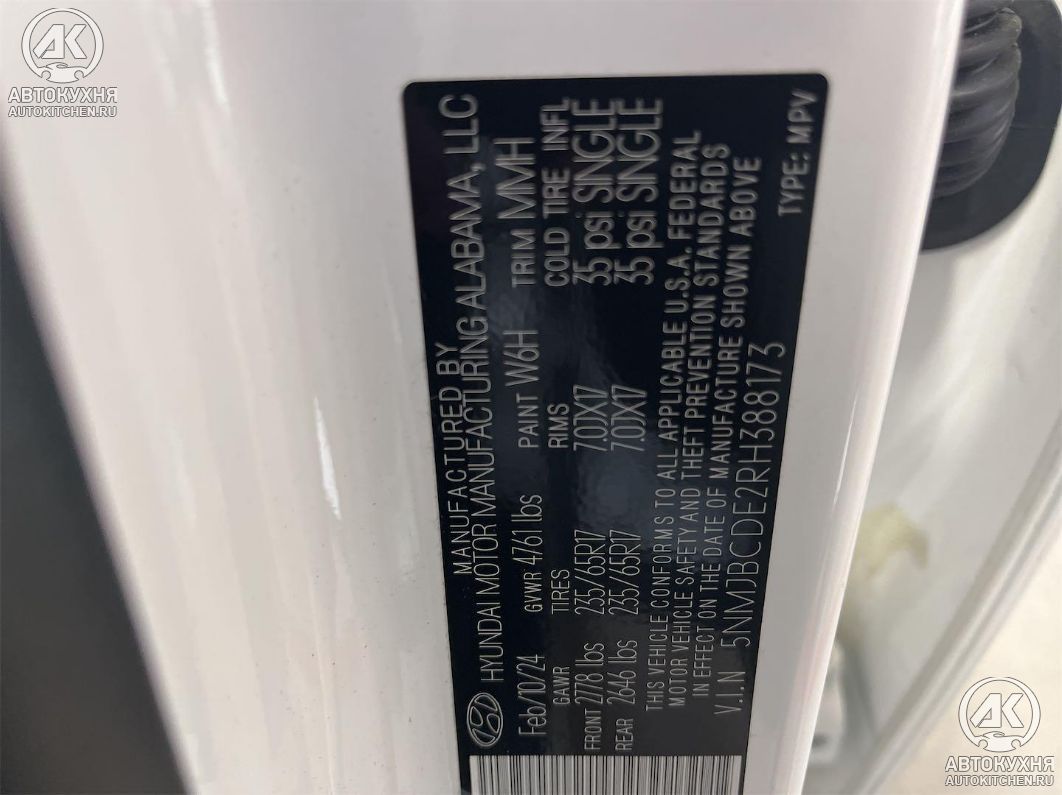 AK
АВТОКУХНЯ
AUTOKITCHEN.RU
MANUFACTURED BY
HYUNDAI MOTOR MANUFACTURING ALABAMA, LLC
Feb/10/24 GVWR 4761 lbs PAINT W6H TRIM MMH
GAWR TIRES RIMS COLD TIRE INFL
FRONT 2778 lbs 235/65R17 7.0JX17 35 psi SINGLE
REAR 2646 lbs 235/65R17 7.0JX17 35 psi SINGLE
THIS VEHICLE CONFORMS TO ALL APPLICABLE U.S.A. FEDERAL
MOTOR VEHICLE SAFETY AND THEFT PREVENTION STANDARDS
IN EFFECT ON THE DATE OF MANUFACTURE SHOWN ABOVE
V.I.N 5NMJBCDE2RH388173 TYPE: MPV
AK
АВТОКУХНЯ
AUTOKITCHEN.RU